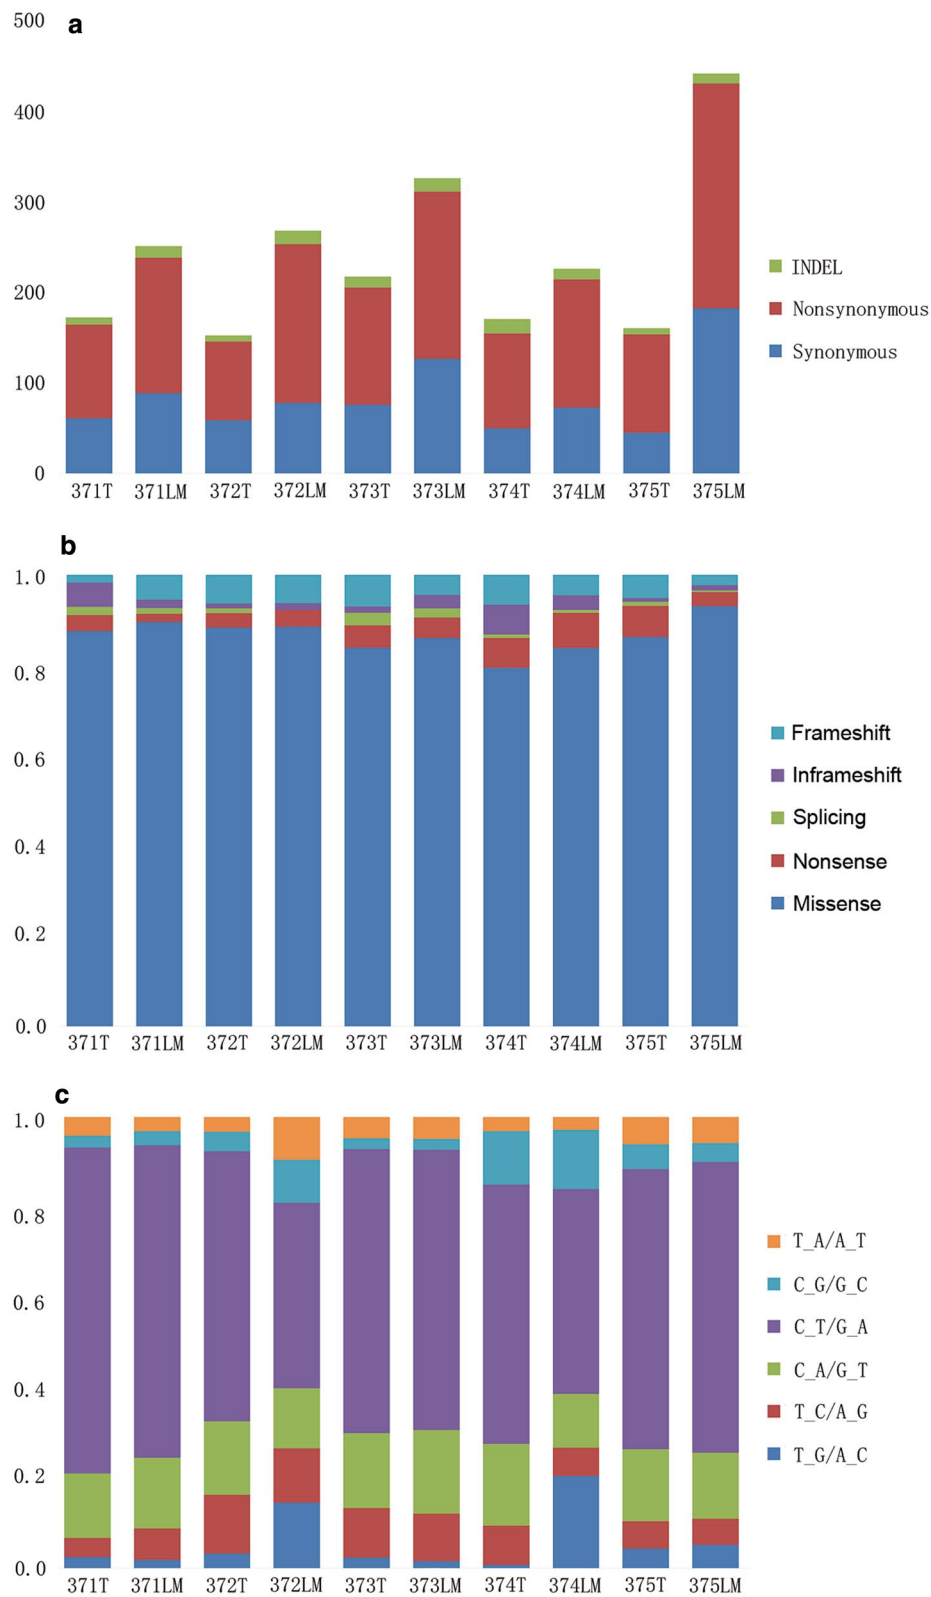 a
500
400
300
200
100
0
371T 371LM 372T 372LM 373T 373LM 374T 374LM 375T 375LM
INDEL
Nonsynonymous
Synonymous
b
1.0
0.8
0.6
0.4
0.2
0.0
371T 371LM 372T 372LM 373T 373LM 374T 374LM 375T 375LM
Frameshift
Inframeshift
Splicing
Nonsense
Missense
c
1.0
0.8
0.6
0.4
0.2
0.0
371T 371LM 372T 372LM 373T 373LM 374T 374LM 375T 375LM
T_A/A_T
C_G/G_C
C_T/G_A
C_A/G_T
T_C/A_G
T_G/A_C